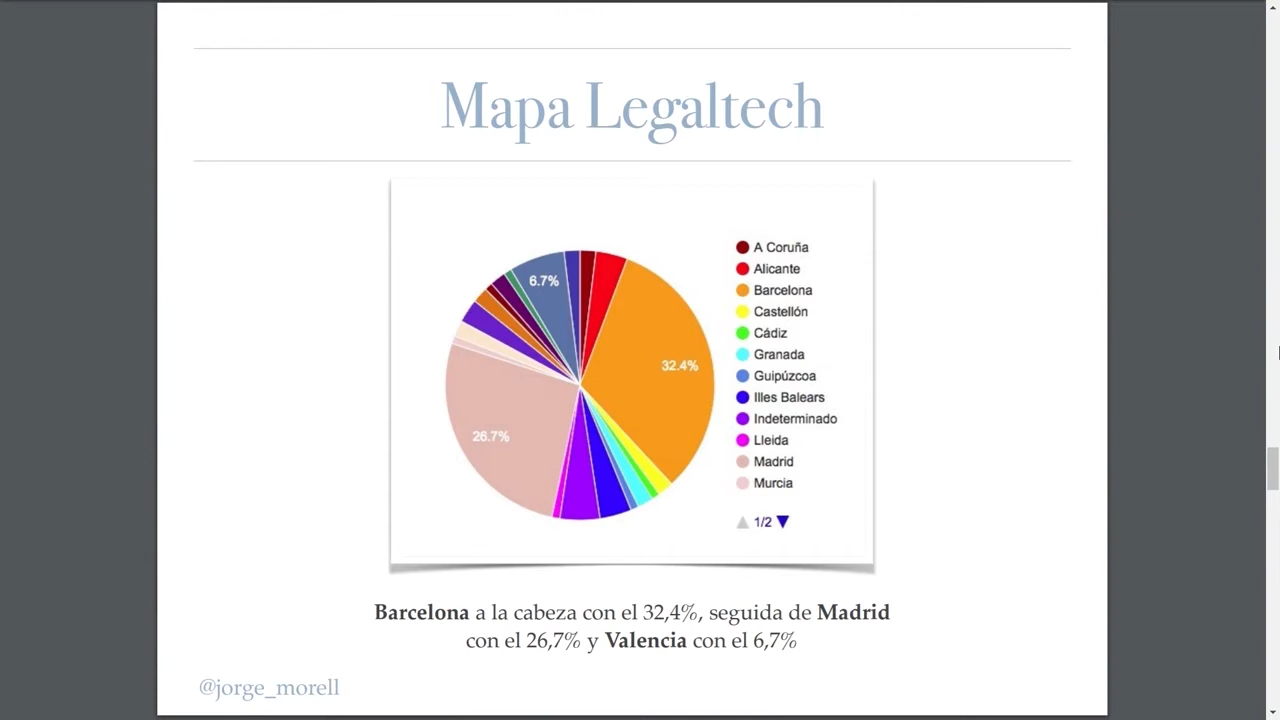 Mapa Legaltech
6.7%
32.4%
26.7%
A Coruña
Alicante
Barcelona
Castellón
Cádiz
Granada
Guipúzcoa
Illes Balears
Indeterminado
Lleida
Madrid
Murcia
1/2
Barcelona a la cabeza con el 32,4%, seguida de Madrid
con el 26,7% y Valencia con el 6,7%
@jorge_morell